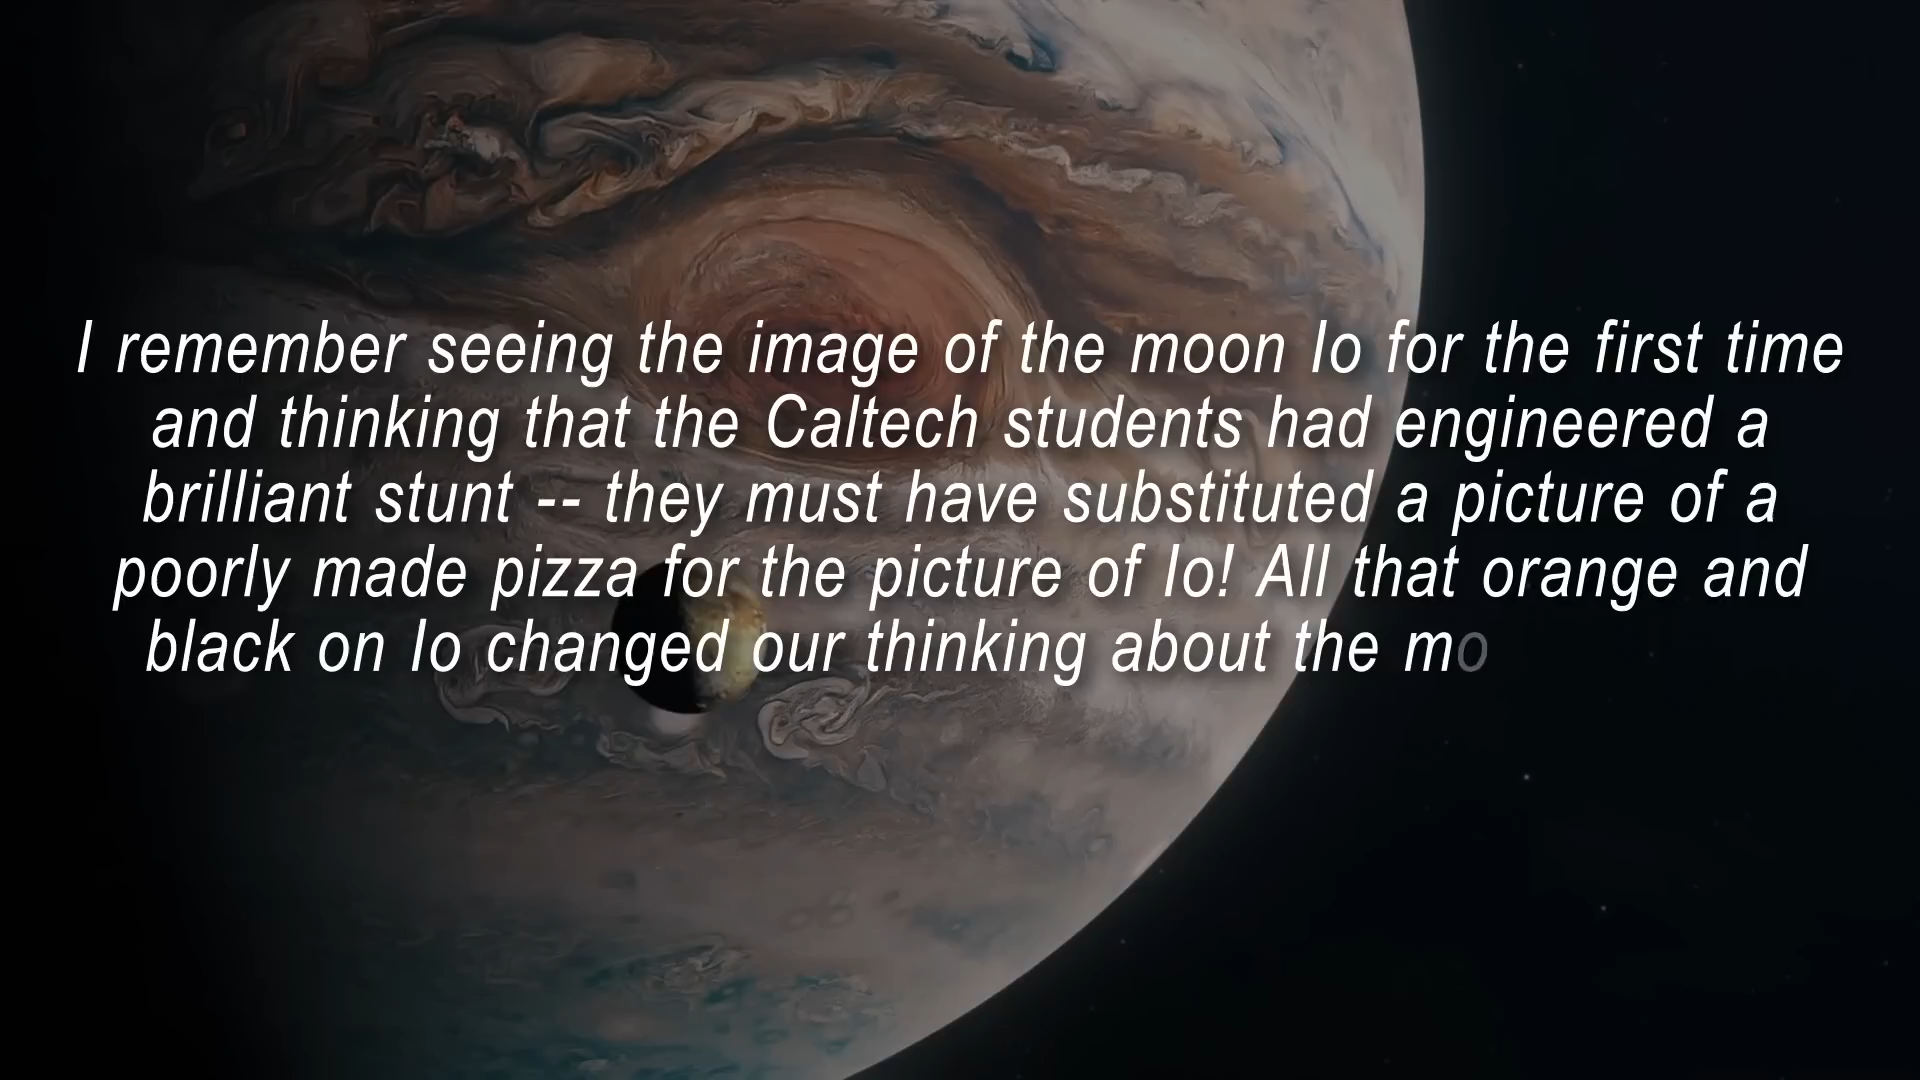 I remember seeing the image of the moon Io for the first time
and thinking that the Caltech students had engineered a
brilliant stunt -- they must have substituted a picture of a
poorly made pizza for the picture of Io! All that orange and
black on Io changed our thinking about the mo